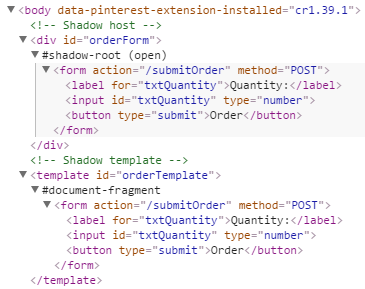 ▼<body data-pinterest-extension-installed="cr1.39.1">
<!-- Shadow host -->
▼<div id="orderForm">
▼#shadow-root (open)
▼<form action="/submitOrder" method="POST">
<label for="txtQuantity">Quantity:</label>
<input id="txtQuantity" type="number">
<button type="submit">Order</button>
</form>
</div>
<!-- Shadow template -->
▼<template id="orderTemplate">
▼#document-fragment
▼<form action="/submitOrder" method="POST">
<label for="txtQuantity">Quantity:</label>
<input id="txtQuantity" type="number">
<button type="submit">Order</button>
</form>
</template>